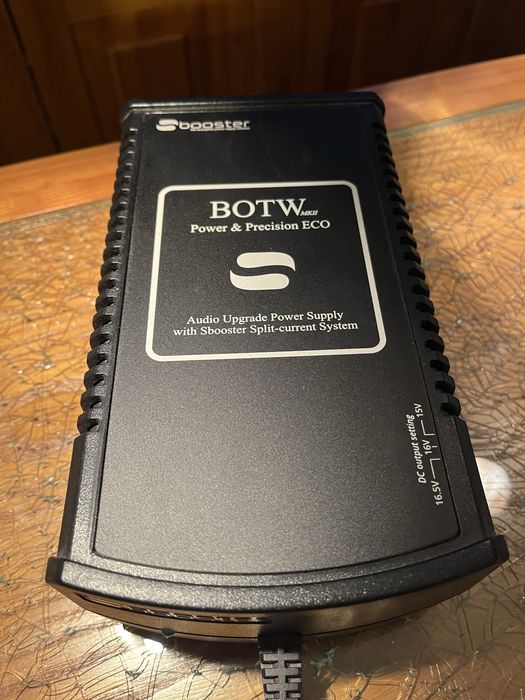 Sbooster
BOTW MKII
Power & Precision ECO
Audio Upgrade Power Supply
with Sbooster Split-current System
DC output setting
16.5V 16V 15V